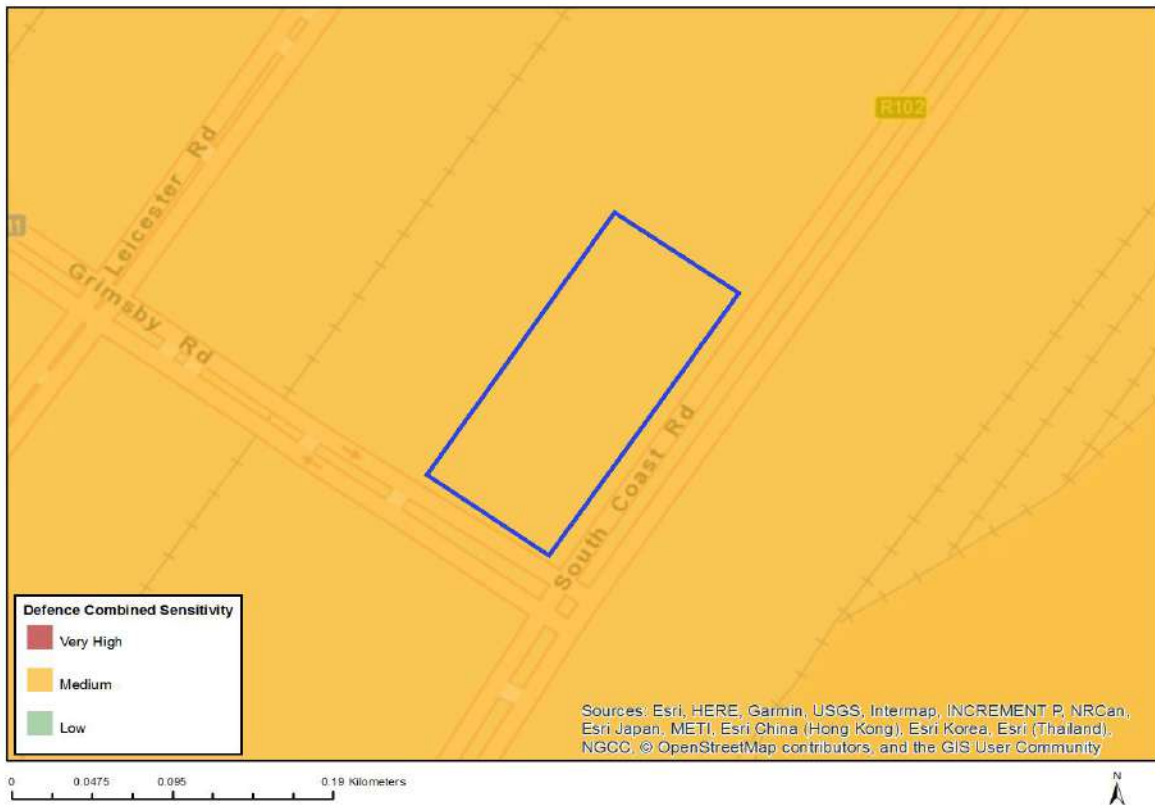 R102
11
Leicester Rd
Grimsby Rd
South Coast Rd
Defence Combined Sensitivity
Very High
Medium
Low
Sources: Esri, HERE, Garmin, USGS, Intermap, INCREMENT P, NRCan,
Esri Japan, METI, Esri China (Hong Kong), Esri Korea, Esri (Thailand),
NGCC, © OpenStreetMap contributors, and the GIS User Community
0 0.0475 0.095 0.19 Kilometers
N